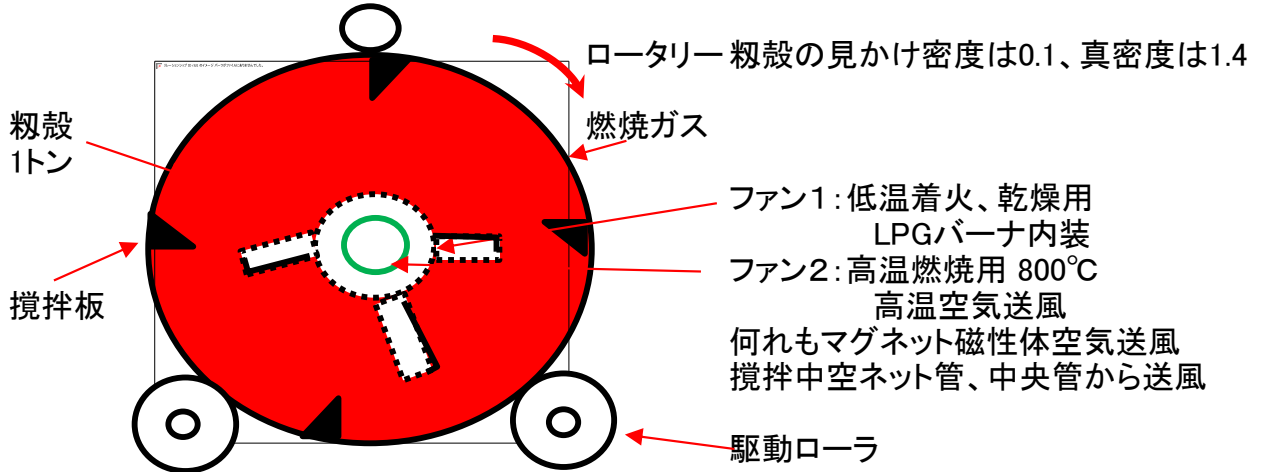 ロータリー 籾殻の見かけ密度は0.1、真密度は1.4
燃焼ガス
籾殻
1トン
ファン1：低温着火、乾燥用
LPGバーナ内装
ファン2：高温燃焼用 800℃
高温空気送風
何れもマグネット磁性体空気送風
撹拌中空ネット管、中央管から送風
撹拌板
駆動ローラ